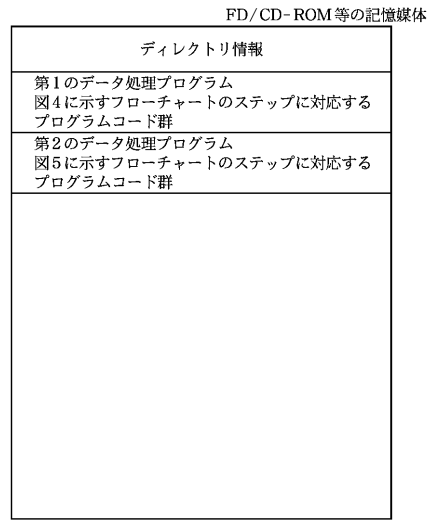 FD/CD-ROM等の記憶媒体
ディレクトリ情報
第1のデータ処理プログラム
図4に示すフローチャートのステップに対応する
プログラムコード群
第2のデータ処理プログラム
図5に示すフローチャートのステップに対応する
プログラムコード群